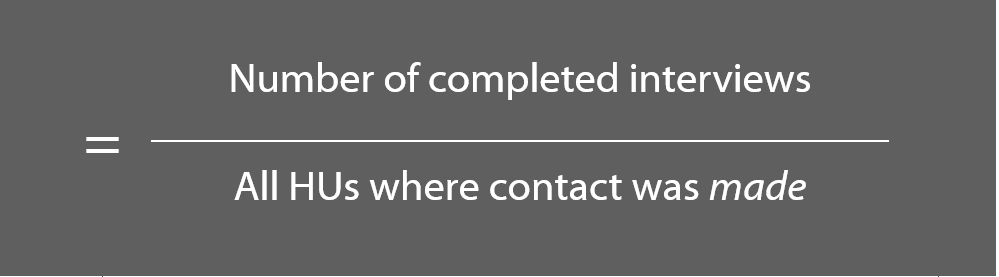 Number of completed interviews
=
All HUs where contact was made